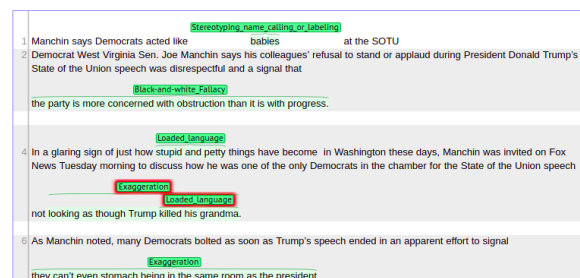 Stereotyping_name_calling_or_labeling
1 Manchin says Democrats acted like babies at the SOTU
2 Democrat West Virginia Sen. Joe Manchin says his colleagues' refusal to stand or applaud during President Donald Trump's
State of the Union speech was disrespectful and a signal that
Black-and-white_Fallacy
the party is more concerned with obstruction than it is with progress.
Loaded_language
4 In a glaring sign of just how stupid and petty things have become in Washington these days, Manchin was invited on Fox
News Tuesday morning to discuss how he was one of the only Democrats in the chamber for the State of the Union speech
Exaggeration
Loaded_language
not looking as though Trump killed his grandma.
6 As Manchin noted, many Democrats bolted as soon as Trump's speech ended in an apparent effort to signal
Exaggeration
they can't even stomach being in the same room as the president